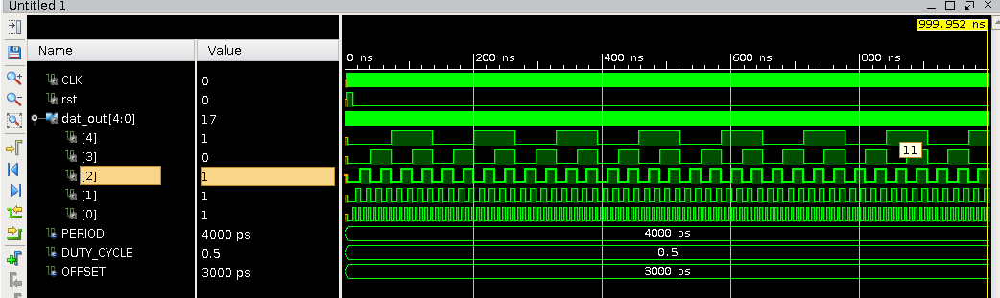 Untitled 1
999.952 ns
Name Value
0 ns 200 ns 400 ns 600 ns 800 ns
CLK 0
rst 0
dat_out[4:0] 17
[4] 1
[3] 0 11
[2] 1
[1] 1
[0] 1
PERIOD 4000 ps 4000 ps
DUTY_CYCLE 0.5 0.5
OFFSET 3000 ps 3000 ps